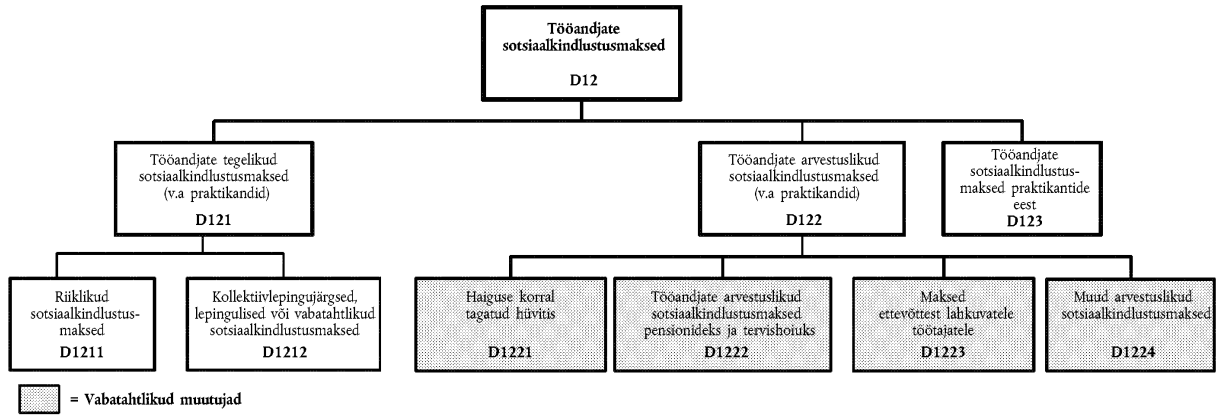 Tööandjate
sotsiaalkindlustusmaksed
D12
Tööandjate tegelikud
sotsiaalkindlustusmaksed
(v.a praktikandid)
D121
Tööandjate arvestuslikud
sotsiaalkindlustusmaksed
(v.a praktikandid)
D122
Tööandjate
sotsiaalkindlustus-
maksed praktikantide
eest
D123
Riiklikud
sotsiaalkindlustus-
maksed
D1211
Kollektiivlepingujärgsed,
lepingulised või vabatahtlikud
sotsiaalkindlustusmaksed
D1212
Haiguse korral
tagatud hüvitis
D1221
Tööandjate arvestuslikud
sotsiaalkindlustusmaksed
pensionideks ja tervishoiuks
D1222
Maksed
ettevõttest lahkuvatele
töötajatele
D1223
Muud arvestuslikud
sotsiaalkindlustusmaksed
D1224
= Vabatahtlikud muutujad